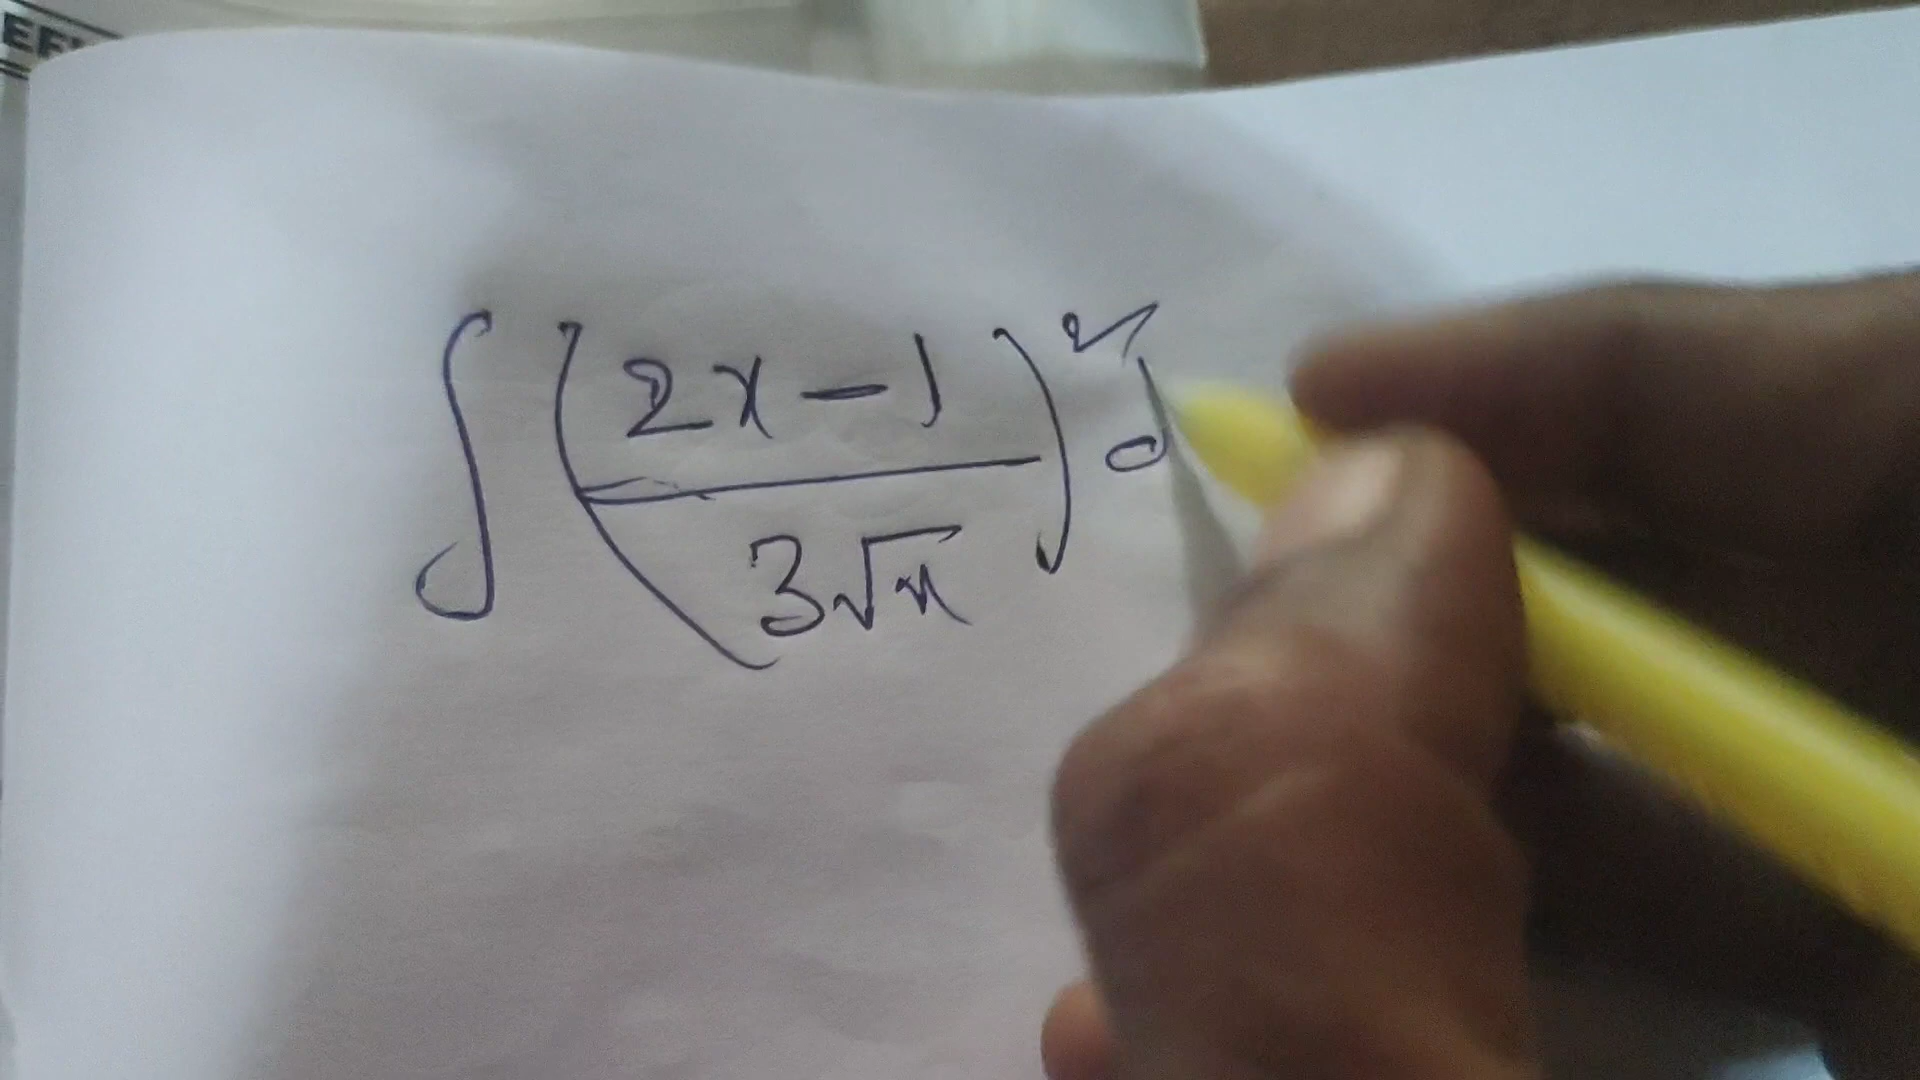 ∫ (2x - 1 / 3√x)² d